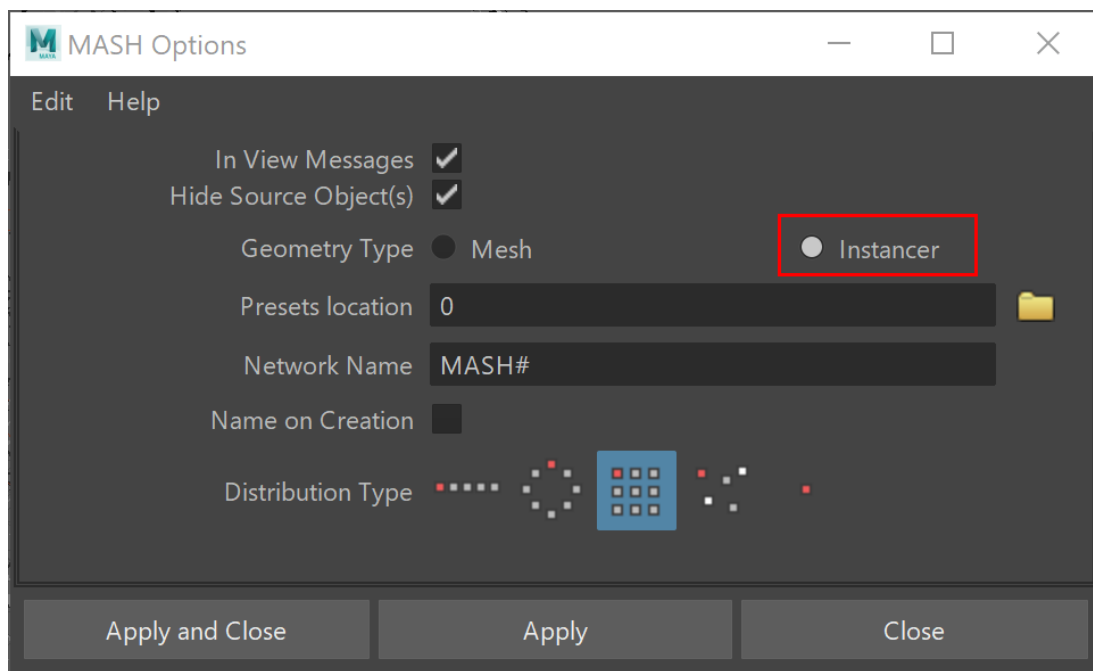 MASH Options
Edit Help
In View Messages
Hide Source Object(s)
Geometry Type Mesh Instancer
Presets location 0
Network Name MASH#
Name on Creation
Distribution Type
Apply and Close Apply Close